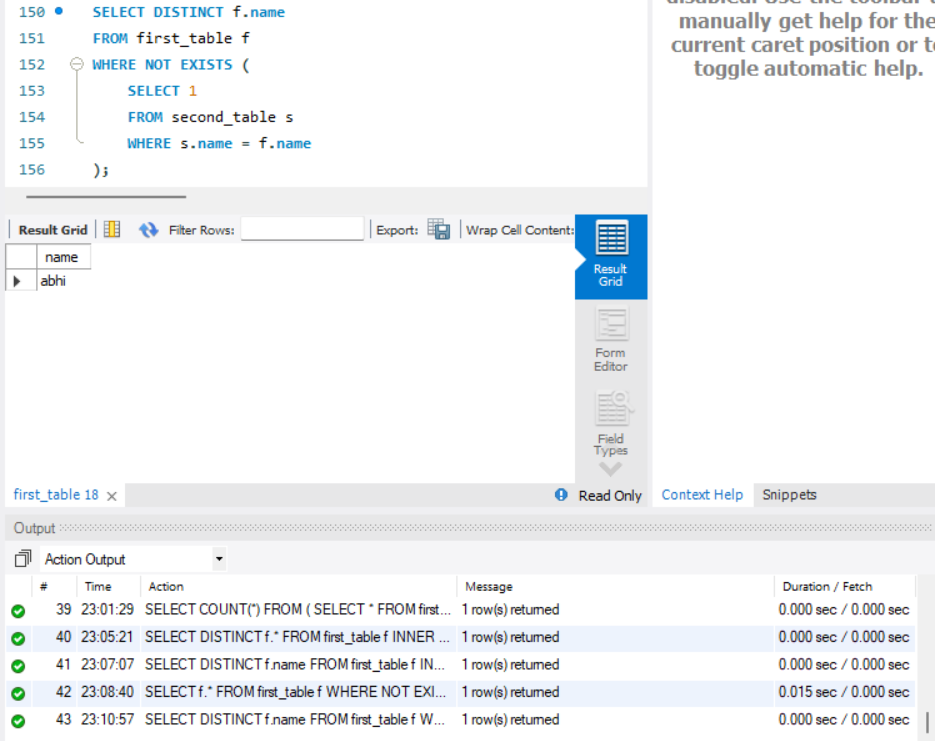 150 SELECT DISTINCT f.name
151 FROM first_table f
152 WHERE NOT EXISTS (
153 SELECT 1
154 FROM second_table s
155 WHERE s.name = f.name
156 );
manually get help for the
current caret position or to
toggle automatic help.
Result Grid Filter Rows: Export: Wrap Cell Content:
name
abhi
Result
Grid
Form
Editor
Field
Types
first_table 18 Read Only Context Help Snippets
Output
Action Output
# Time Action Message Duration / Fetch
39 23:01:29 SELECT COUNT(*) FROM ( SELECT * FROM first... 1 row(s) returned 0.000 sec / 0.000 sec
40 23:05:21 SELECT DISTINCT f.* FROM first_table f INNER ... 1 row(s) returned 0.000 sec / 0.000 sec
41 23:07:07 SELECT DISTINCT f.name FROM first_table f IN... 1 row(s) returned 0.000 sec / 0.000 sec
42 23:08:40 SELECT f.* FROM first_table f WHERE NOT EXI... 1 row(s) returned 0.015 sec / 0.000 sec
43 23:10:57 SELECT DISTINCT f.name FROM first_table f W... 1 row(s) returned 0.000 sec / 0.000 sec